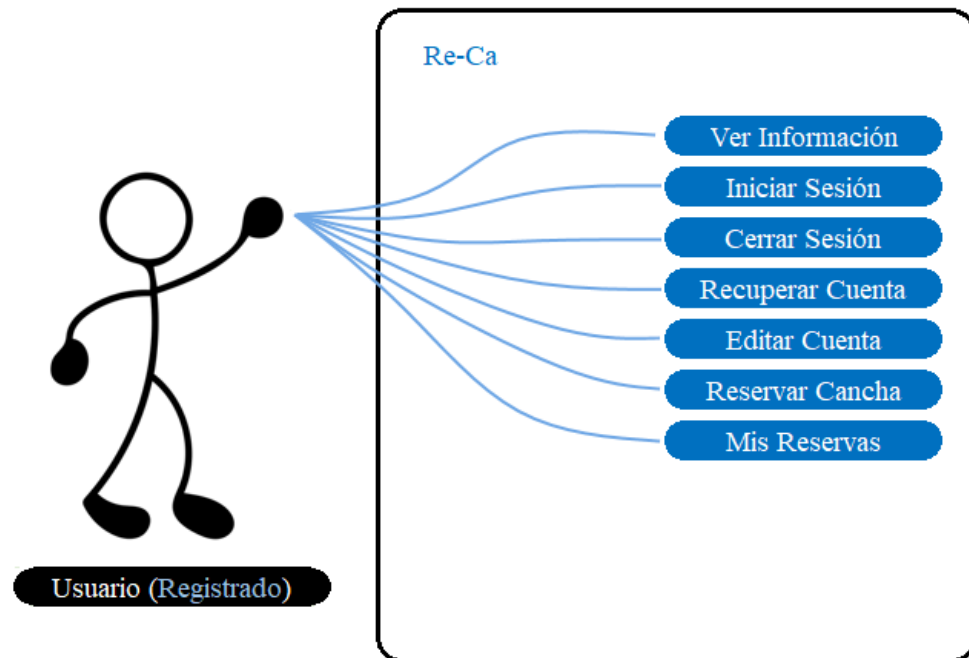 Re-Ca
Ver Información
Iniciar Sesión
Cerrar Sesión
Recuperar Cuenta
Editar Cuenta
Reservar Cancha
Mis Reservas
Usuario (Registrado)